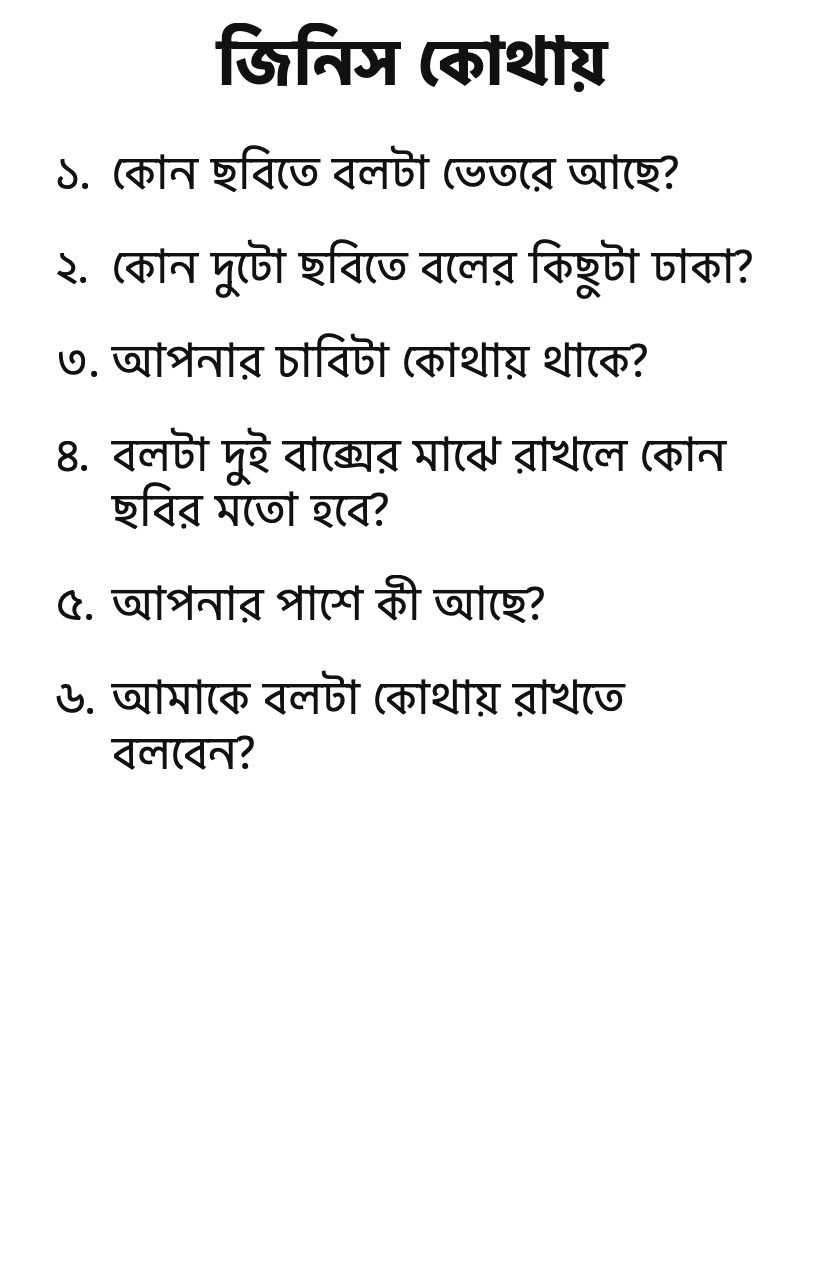 জিনিস কোথায়
১. কোন ছবিতে বলটা ভেতরে আছে?
২. কোন দুটো ছবিতে বলের কিছুটা ঢাকা?
৩. আপনার চাবিটা কোথায় থাকে?
৪. বলটা দুই বাক্সের মাঝে রাখলে কোন
ছবির মতো হবে?
৫. আপনার পাশে কী আছে?
৬. আমাকে বলটা কোথায় রাখতে
বলবেন?